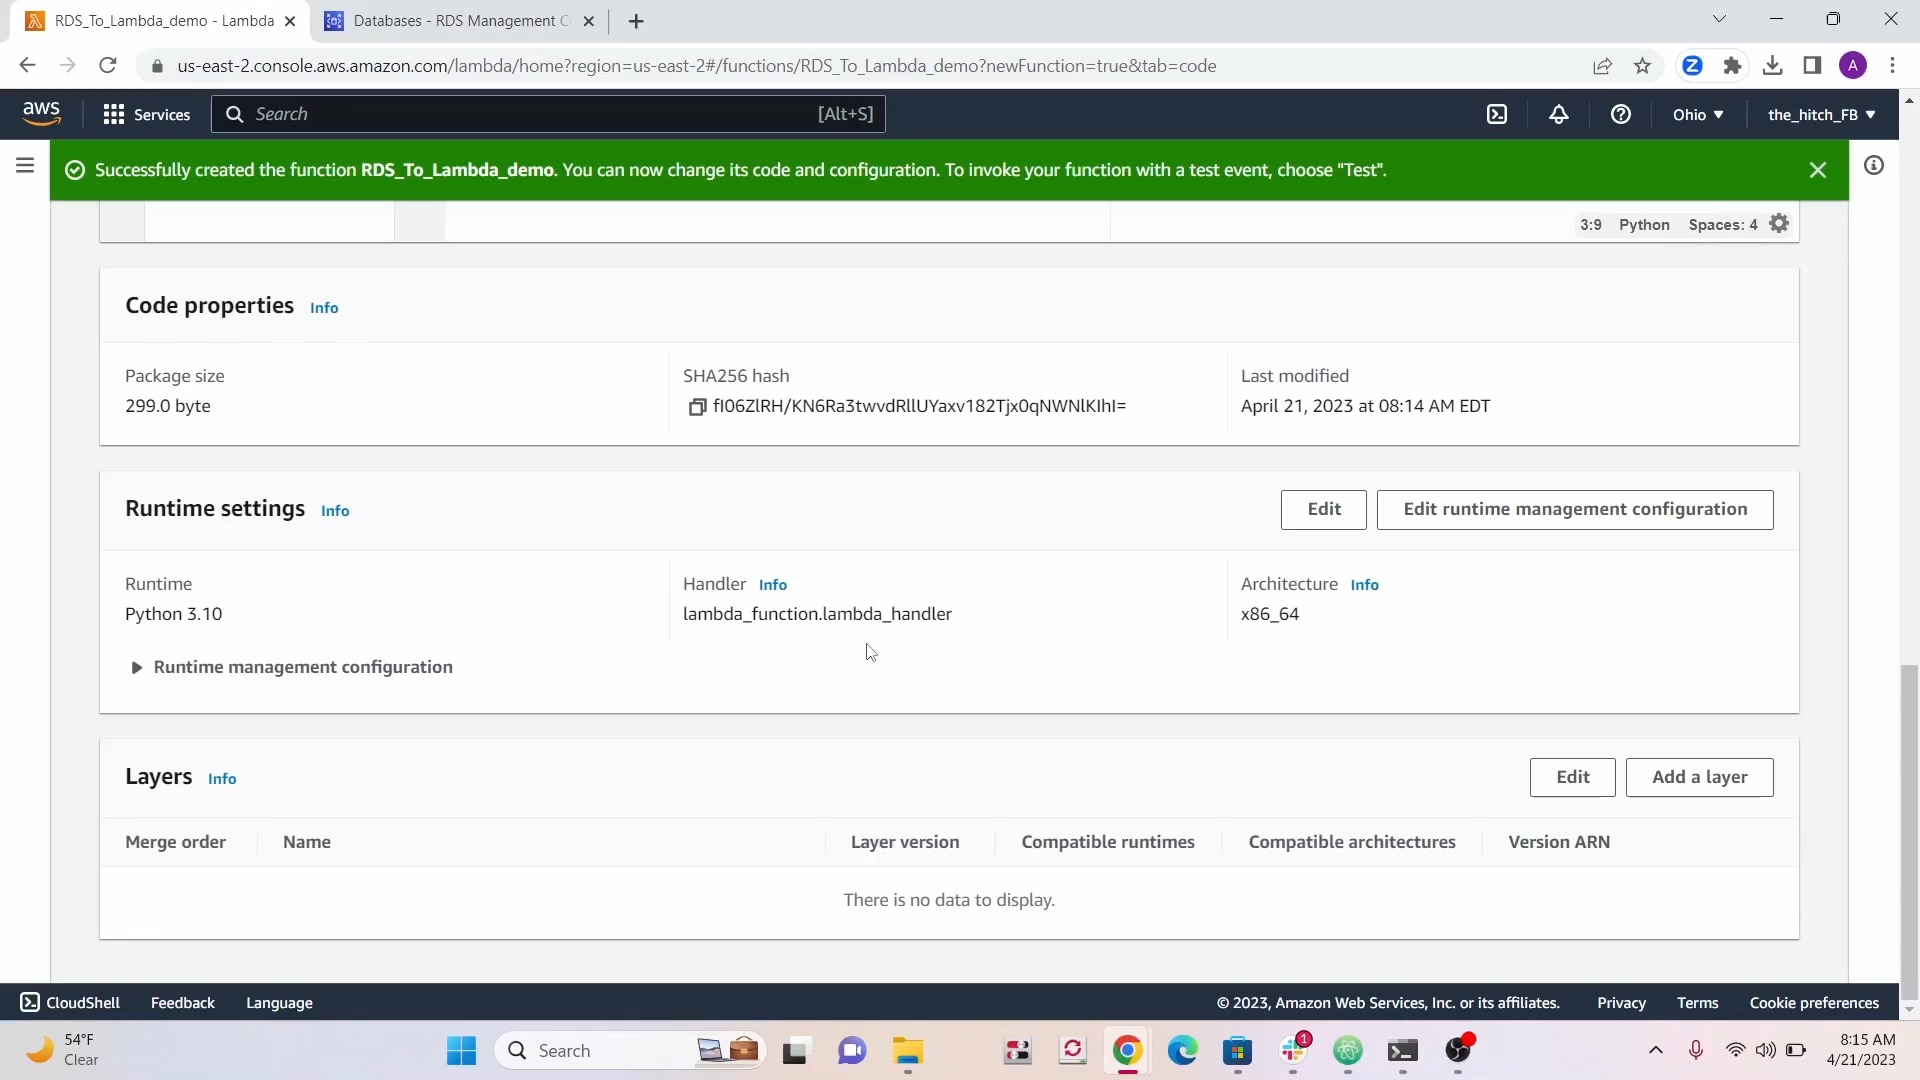 RDS_To_Lambda_demo - Lambda
Databases - RDS Management C
us-east-2.console.aws.amazon.com/lambda/home?region=us-east-2#/functions/RDS_To_Lambda_demo?newFunction=true&tab=code
A
aws
Services
Search
[Alt+S]
Ohio ▼
the_hitch_FB ▼
Successfully created the function RDS_To_Lambda_demo. You can now change its code and configuration. To invoke your function with a test event, choose "Test".
3:9 Python Spaces: 4
Code properties Info
Package size
299.0 byte
SHA256 hash
fI06ZlRH/KN6Ra3twvdRllUYaxv182Tjx0qNWNlKIhI=
Last modified
April 21, 2023 at 08:14 AM EDT
Runtime settings Info
Edit
Edit runtime management configuration
Runtime
Python 3.10
Handler Info
lambda_function.lambda_handler
Architecture Info
x86_64
Runtime management configuration
Layers Info
Edit
Add a layer
Merge order Name Layer version Compatible runtimes Compatible architectures Version ARN
There is no data to display.
CloudShell Feedback Language
© 2023, Amazon Web Services, Inc. or its affiliates. Privacy Terms Cookie preferences
54°F
Clear
Search
1
8:15 AM
4/21/2023